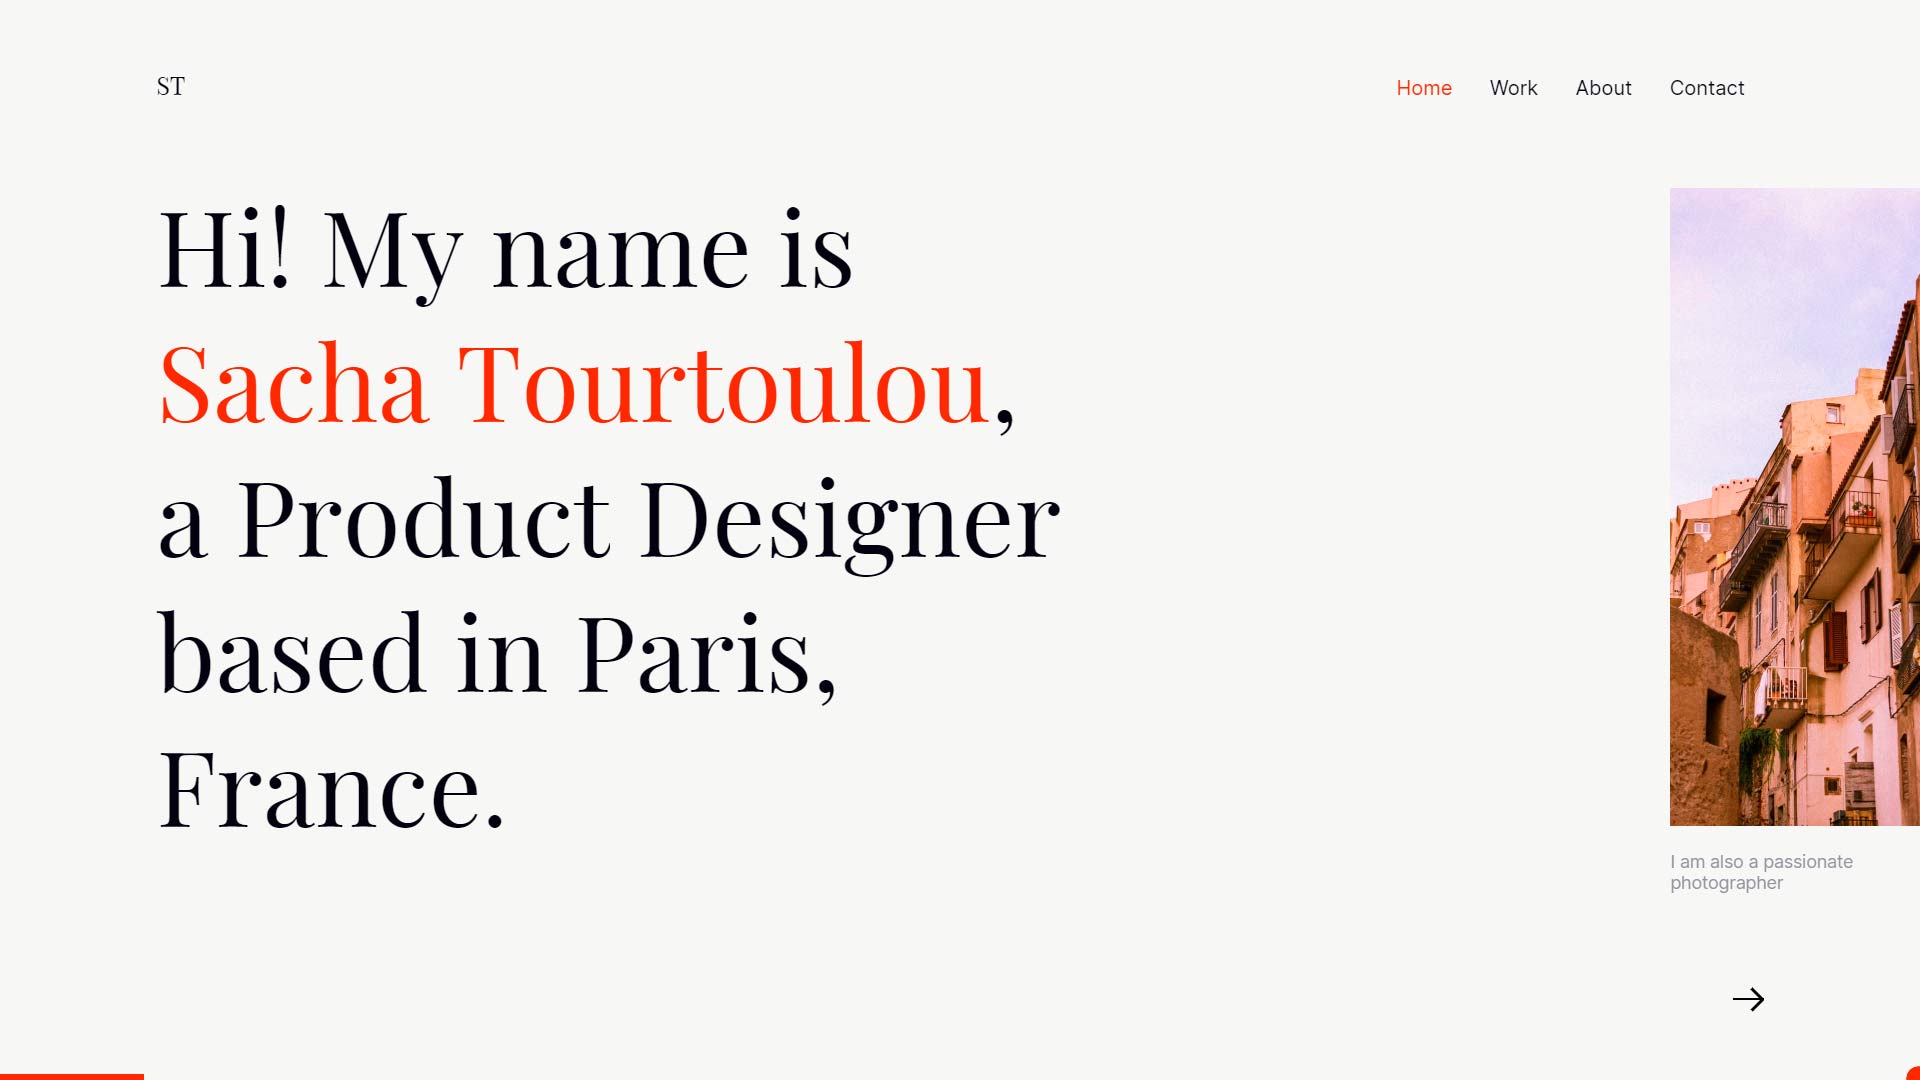 ST
Home Work About Contact
Hi! My name is
Sacha Tourtoulou,
a Product Designer
based in Paris,
France.
I am also a passionate
photographer